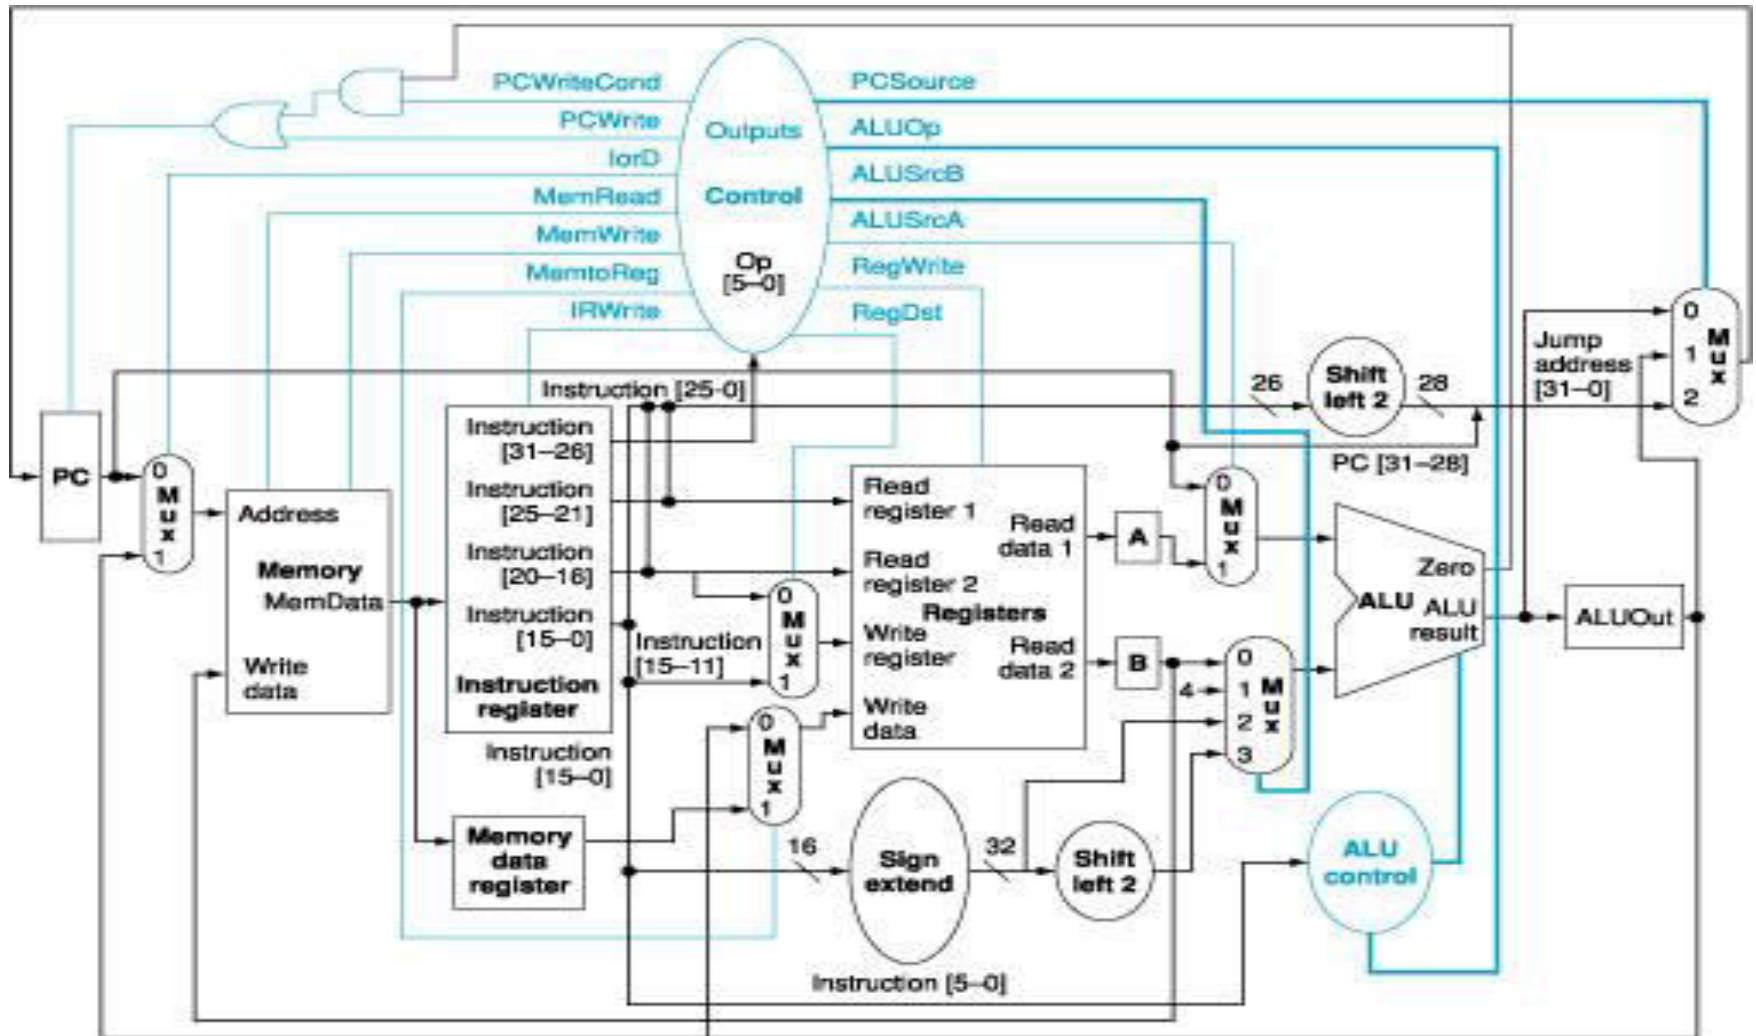 PCWriteCond
PCWrite
IorD
MemRead
MemWrite
MemtoReg
IRWrite
Outputs
Control
Op
[5–0]
PCSource
ALUOp
ALUSrcB
ALUSrcA
RegWrite
RegDst
PC
0
M
u
x
1
Address
Memory
MemData
Write
data
Instruction [25-0]
Instruction
[31–26]
Instruction
[25–21]
Instruction
[20–16]
Instruction
[15–0]
Instruction
register
Instruction
[15–0]
Memory
data
register
Instruction
[15–11]
0
M
u
x
1
0
M
u
x
1
Read
register 1
Read
register 2
Registers
Write
register
Write
data
Read
data 1
Read
data 2
A
B
4
0
M
u
x
1
0
1
2
3
M
u
x
16
Sign
extend
32
Shift
left 2
Instruction [5–0]
26
Shift
left 2
28
PC [31–28]
Jump
address
[31–0]
0
1
2
M
u
x
Zero
ALU
ALU
result
ALUOut
ALU
control